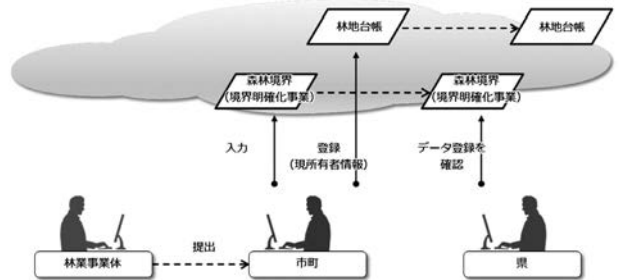 林地台帳
林地台帳
森林境界
(境界明確化事業)
森林境界
(境界明確化事業)
入力
登録
(現所有者情報)
データ登録を
確認
林業事業体
提出
市町
県